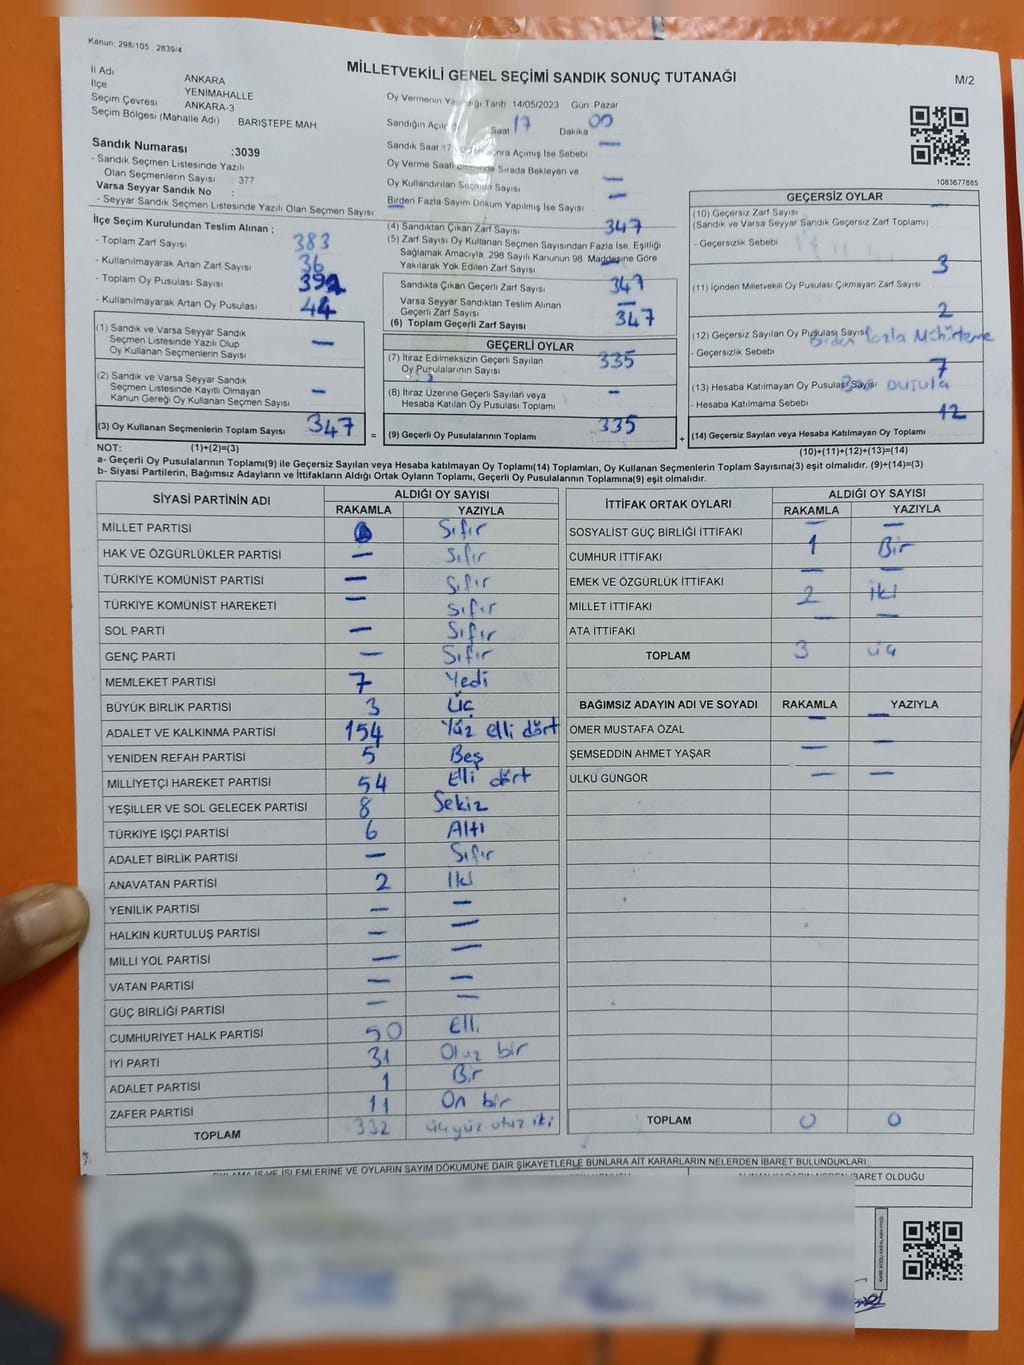 Kanun: 298/105 2839/4
MİLLETVEKİLİ GENEL SEÇİMİ SANDIK SONUÇ TUTANAĞI
M/2
İl Adı ANKARA
İlçe YENİMAHALLE
Seçim Çevresi ANKARA-3
Seçim Bölgesi (Mahalle Adı) BARIŞTEPE MAH
Sandık Numarası :3039
- Sandık Seçmen Listesinde Yazılı
Olan Seçmenlerin Sayısı : 377
Varsa Seyyar Sandık No :
- Seyyar Sandık Seçmen Listesinde Yazılı Olan Seçmen Sayısı
Oy Vermenin Tarih 14/05/2023 Gün Pazar
Saat 17 Dakika 00
Sandık Saat 17 Açımış İse Sebebi —
Oy Verme Saati Sırada Bekleyen ve
Oy Kullandırılan Seçmen Sayısı —
Birden Fazla Sayım Döküm Yapılmış İse Sayısı —
1083677865
İlçe Seçim Kurulundan Teslim Alınan ;
- Toplam Zarf Sayısı 383
- Kullanılmayarak Artan Zarf Sayısı 36
- Toplam Oy Pusulası Sayısı 391
- Kullanılmayarak Artan Oy Pusulası 44
(1) Sandık ve Varsa Seyyar Sandık
Seçmen Listesinde Yazılı Olup
Oy Kullanan Seçmenlerin Sayısı —
(2) Sandık ve Varsa Seyyar Sandık
Seçmen Listesinde Kayıtlı Olmayan
Kanun Gereği Oy Kullanan Seçmen Sayısı —
(3) Oy Kullanan Seçmenlerin Toplam Sayısı 347
(4) Sandıktan Çıkan Zarf Sayısı 347
(5) Zarf Sayısı Oy Kullanan Seçmen Sayısından Fazla İse, Eşitliği
Sağlamak Amacıyla, 298 Sayılı Kanunun 98. Maddesine Göre
Yakılarak Yok Edilen Zarf Sayısı —
Sandıkta Çıkan Geçerli Zarf Sayısı 347
Varsa Seyyar Sandıktan Teslim Alınan
Geçerli Zarf Sayısı —
(6) Toplam Geçerli Zarf Sayısı 347
GEÇERLİ OYLAR
(7) İtiraz Edilmeksizin Geçerli Sayılan
Oy Pusulalarının Sayısı 335
(8) İtiraz Üzerine Geçerli Sayılan veya
Hesaba Katılan Oy Pusulası Toplamı —
= (9) Geçerli Oy Pusulalarının Toplamı 335 +
GEÇERSİZ OYLAR
(10) Geçersiz Zarf Sayısı —
(Sandık ve Varsa Seyyar Sandık Geçersiz Zarf Toplamı)
- Geçersizlik Sebebi
3
(11) İçinden Milletvekili Oy Pusulası Çıkmayan Zarf Sayısı
2
(12) Geçersiz Sayılan Oy Pusulası Sayısı
- Geçersizlik Sebebi fazla
7
(13) Hesaba Katılmayan Oy Pusulası Sayısı
- Hesaba Katılmama Sebebi pusula
12
(14) Geçersiz Sayılan veya Hesaba Katılmayan Oy Pusulası Toplamı
NOT: (1)+(2)=(3)
(10)+(11)+(12)+(13)=(14)
a- Geçerli Oy Pusulalarının Toplamı(9) ile Geçersiz Sayılan veya Hesaba katılmayan Oy Toplamı(14) Toplamları, Oy Kullanan Seçmenlerin Toplam Sayısına(3) eşit olmalıdır. (9)+(14)=(3)
b- Siyasi Partilerin, Bağımsız Adayların ve İttifakların Aldığı Ortak Oyların Toplamı, Geçerli Oy Pusulalarının Toplamına(9) eşit olmalıdır.
SİYASİ PARTİNİN ADI ALDIĞI OY SAYISI
RAKAMLA YAZIYLA
MİLLET PARTİSİ Sıfır
HAK VE ÖZGÜRLÜKLER PARTİSİ — Sıfır
TÜRKİYE KOMÜNİST PARTİSİ — Sıfır
TÜRKİYE KOMÜNİST HAREKETİ — Sıfır
SOL PARTİ — Sıfır
GENÇ PARTİ — Sıfır
MEMLEKET PARTİSİ 7 Yedi
BÜYÜK BİRLİK PARTİSİ 3 Üç
ADALET VE KALKINMA PARTİSİ 154 Yüz elli dört
YENİDEN REFAH PARTİSİ 5 Beş
MİLLİYETÇİ HAREKET PARTİSİ 54 Elli dört
YEŞİLLER VE SOL GELECEK PARTİSİ 8 Sekiz
TÜRKİYE İŞÇİ PARTİSİ 6 Altı
ADALET BİRLİK PARTİSİ — Sıfır
ANAVATAN PARTİSİ 2 İki
YENİLİK PARTİSİ — —
HALKIN KURTULUŞ PARTİSİ — —
MİLLİ YOL PARTİSİ — —
VATAN PARTİSİ — —
GÜÇ BİRLİĞİ PARTİSİ — —
CUMHURİYET HALK PARTİSİ 50 Elli
İYİ PARTİ 31 Otuz bir
ADALET PARTİSİ 1 Bir
ZAFER PARTİSİ 11 On bir
TOPLAM 332 üçyüz otuz iki
İTTİFAK ORTAK OYLARI ALDIĞI OY SAYISI
RAKAMLA YAZIYLA
SOSYALİST GÜÇ BİRLİĞİ İTTİFAKI — —
CUMHUR İTTİFAKI 1 Bir
EMEK VE ÖZGÜRLÜK İTTİFAKI — —
MİLLET İTTİFAKI 2 iki
ATA İTTİFAKI — —
TOPLAM 3 üç
BAĞIMSIZ ADAYIN ADI VE SOYADI RAKAMLA YAZIYLA
ÖMER MUSTAFA ÖZAL — —
ŞEMSEDDİN AHMET YAŞAR — —
ÜLKÜ GÜNGÖR — —
TOPLAM 0 0
İŞLEMLERİNE VE OYLARIN SAYIM DÖKÜMÜNE DAİR ŞİKAYETLERLE BUNLARA AİT KARARLARIN NELERDEN İBARET BULUNDUKLARI
İBARET OLDUĞU